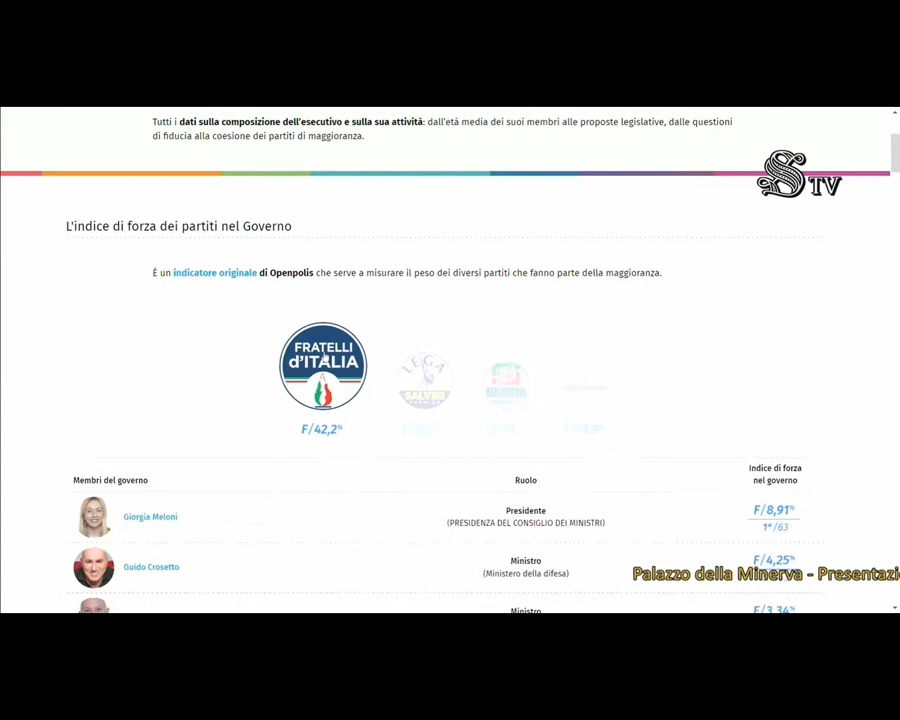 Tutti i dati sulla composizione dell'esecutivo e sulla sua attività: dall'età media dei suoi membri alle proposte legislative, dalle questioni
di fiducia alla coesione dei partiti di maggioranza.
S TV
L'indice di forza dei partiti nel Governo
È un indicatore originale di Openpolis che serve a misurare il peso dei diversi partiti che fanno parte della maggioranza.
FRATELLI
d'ITALIA
LEGA
SALVINI
F/42,2%
Membri del governo
Ruolo
Indice di forza
nel governo
Giorgia Meloni
Presidente
(PRESIDENZA DEL CONSIGLIO DEI MINISTRI)
F/8,91%
1°/63
Guido Crosetto
Ministro
(Ministero della difesa)
F/4,25%
Palazzo della Minerva - Presentazi
Ministro
F/3,34%